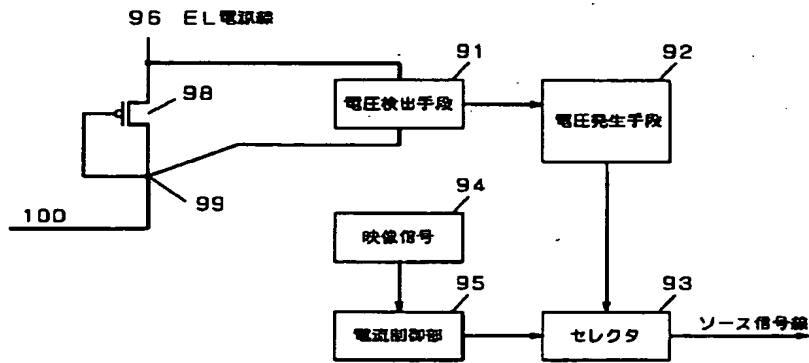 96 EL電源線
91
92
98
電圧検出手段
電圧発生手段
99
94
100
映像信号
95
93
電流制御部
セレクタ
ソース信号線